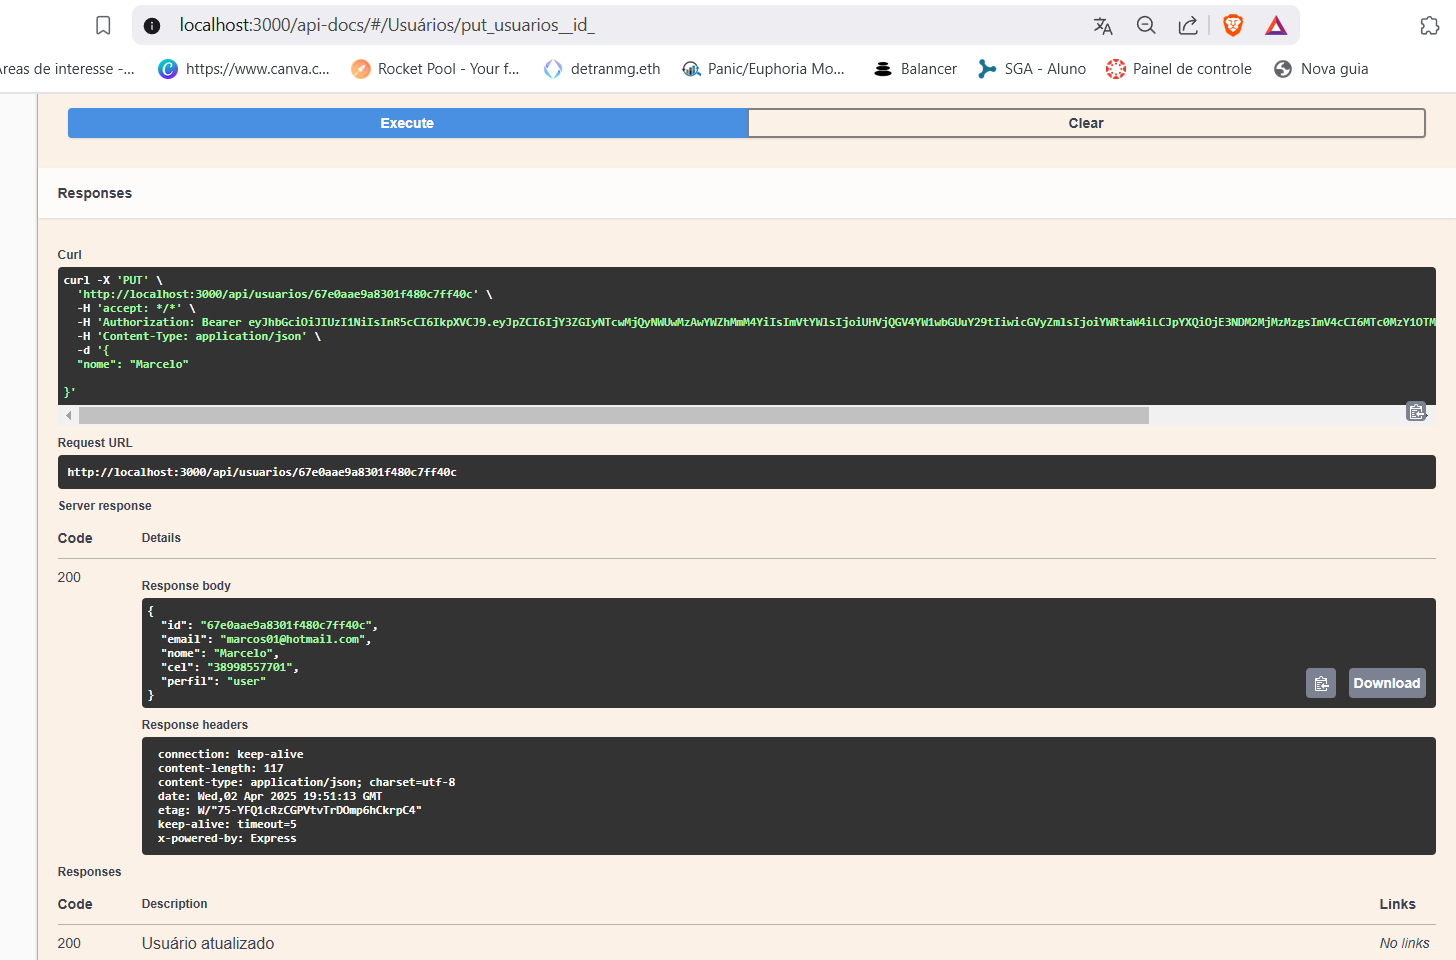 localhost:3000/api-docs/#/Usuários/put_usuarios__id_
reas de interesse -...
https://www.canva.c...
Rocket Pool - Your f...
detranmg.eth
Panic/Euphoria Mo...
Balancer
SGA - Aluno
Painel de controle
Nova guia
Execute
Clear
Responses
Curl
curl -X 'PUT' \
'http://localhost:3000/api/usuarios/67e0aae9a8301f480c7ff40c' \
-H 'accept: */*' \
-H 'Authorization: Bearer eyJhbGciOiJIUzI1NiIsInR5cCI6IkpXVCJ9.eyJpZCI6IjY3ZGIyNTcwMjQyNWUwMzAwYWZhMmM4YiIsImVtYWlsIjoiUHVjQGV4YW1wbGUuY29tIiwicGVyZmlsIjoiYWRtaW4iLCJpYXQiOjE3NDM2MjMzMzgsImV4cCI6MTc0MzY1OTM
-H 'Content-Type: application/json' \
-d '{
"nome": "Marcelo"
}'
Request URL
http://localhost:3000/api/usuarios/67e0aae9a8301f480c7ff40c
Server response
Code
Details
200
Response body
{
"id": "67e0aae9a8301f480c7ff40c",
"email": "marcos01@hotmail.com",
"nome": "Marcelo",
"cel": "38998557701",
"perfil": "user"
}
Download
Response headers
connection: keep-alive
content-length: 117
content-type: application/json; charset=utf-8
date: Wed,02 Apr 2025 19:51:13 GMT
etag: W/"75-YFQ1cRzCGPVtvTrDOmp6hCkrpC4"
keep-alive: timeout=5
x-powered-by: Express
Responses
Code
Description
Links
200
Usuário atualizado
No links